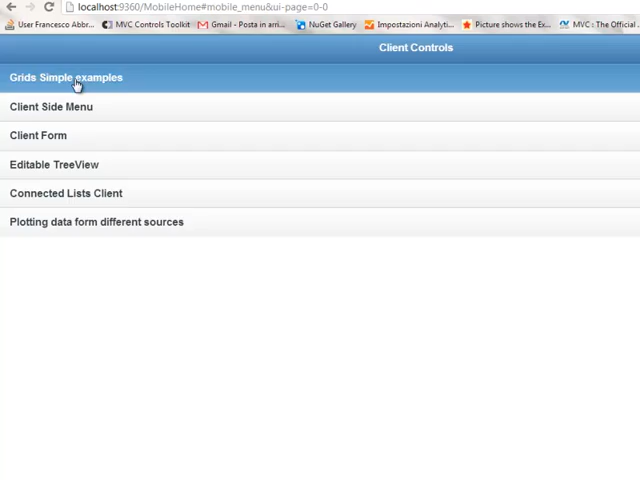 localhost:9360/MobileHome#mobile_menu&ui-page=0-0
User Francesco Abbr... MVC Controls Toolkit Gmail - Posta in arri... NuGet Gallery Impostazioni Analyti... Picture shows the Ex... MVC : The Official
Client Controls
Grids Simple examples
Client Side Menu
Client Form
Editable TreeView
Connected Lists Client
Plotting data form different sources